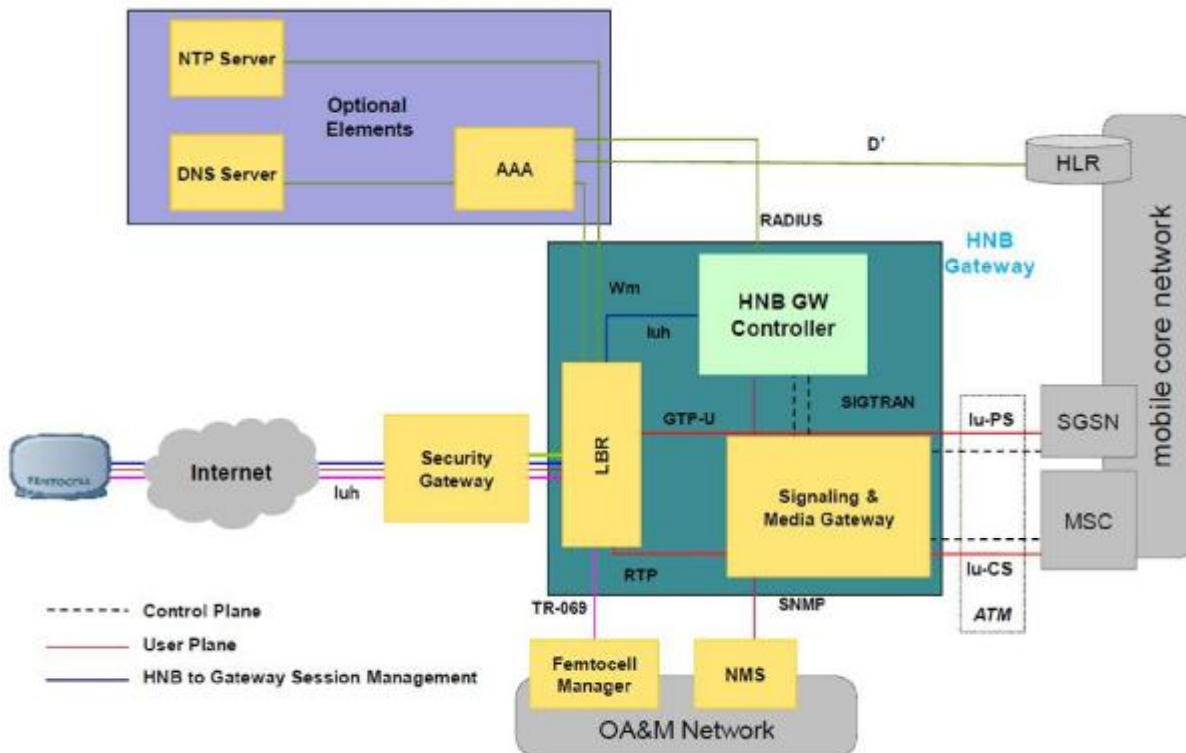 NTP Server
Optional
Elements
DNS Server
AAA
D'
HLR
RADIUS
HNB
Gateway
mobile core network
Wm
HNB GW
Controller
Iuh
GTP-U
SIGTRAN
Iu-PS
SGSN
FEMTOCELL
Internet
Iuh
Security
Gateway
LBR
Signaling &
Media Gateway
MSC
RTP
Iu-CS
TR-069
SNMP
ATM
Control Plane
User Plane
HNB to Gateway Session Management
Femtocell
Manager
NMS
OA&M Network